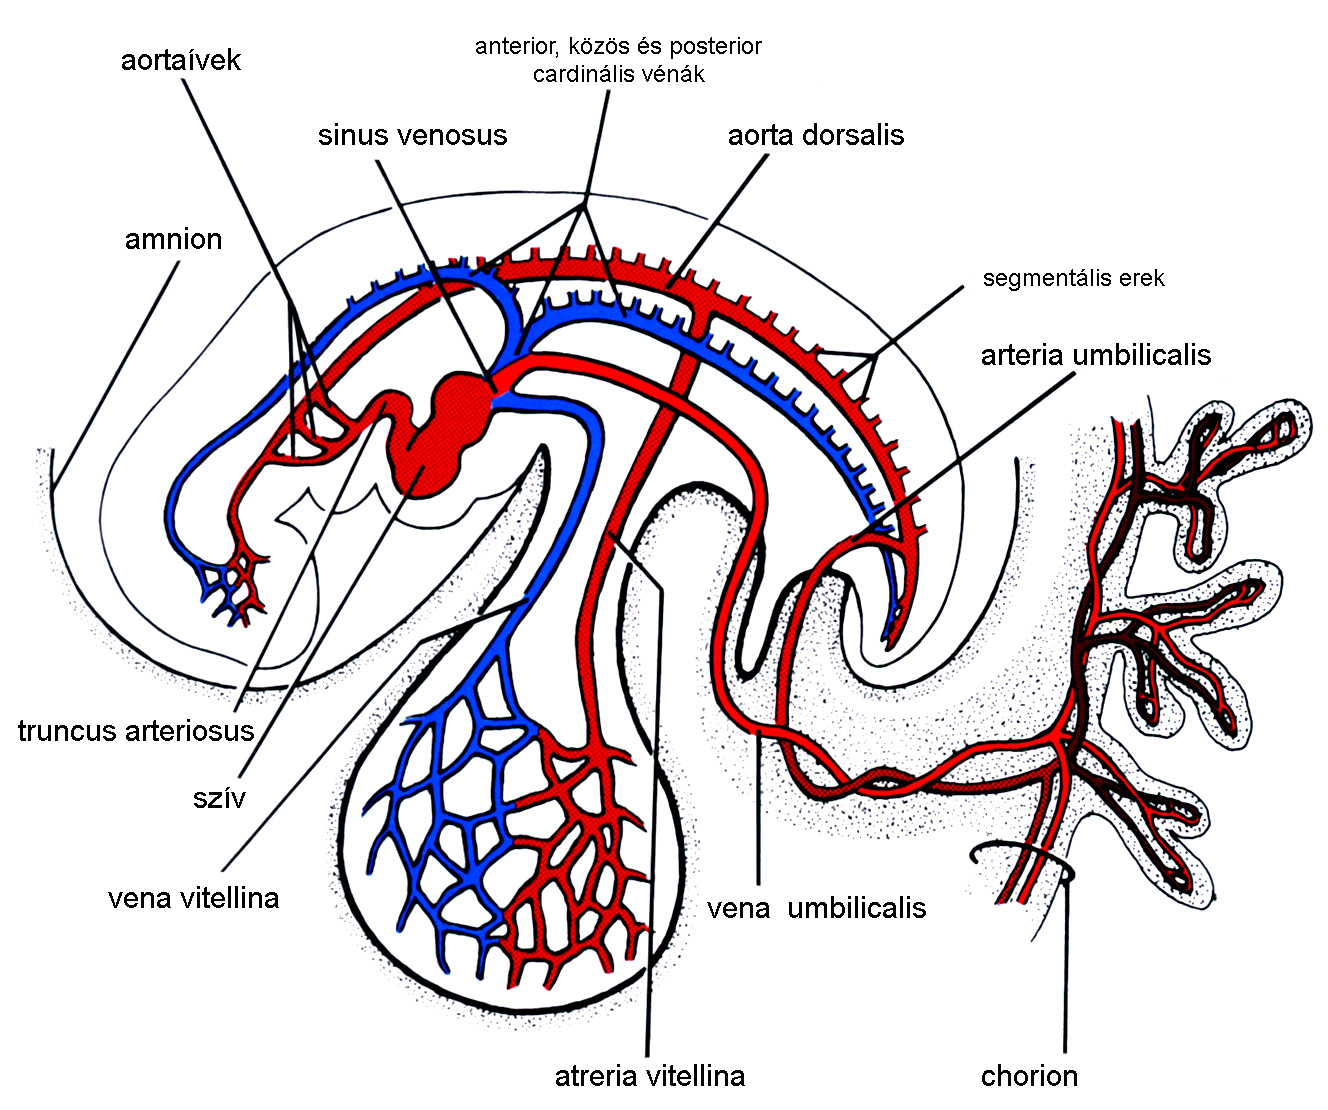 anterior, közös és posterior
cardinális vénák
aortaívek
sinus venosus
aorta dorsalis
amnion
segmentális erek
arteria umbilicalis
truncus arteriosus
szív
vena vitellina
vena umbilicalis
atreria vitellina
chorion